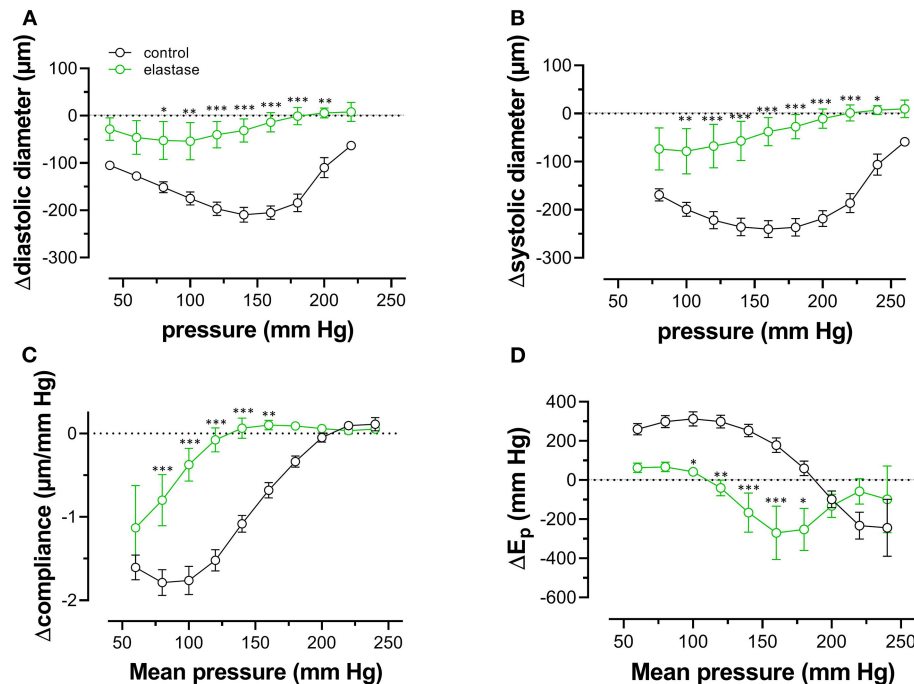 A
control
elastase
Δdiastolic diameter (μm)
100
0
-100
-200
-300
* ** *** *** *** *** **
50 100 150 200 250
pressure (mm Hg)
B
Δsystolic diameter (μm)
100
0
-100
-200
-300
** *** *** *** *** *** *** *
50 100 150 200 250
pressure (mm Hg)
C
Δcompliance (μm/mm Hg)
0
-1
-2
*** *** *** *** **
50 100 150 200 250
Mean pressure (mm Hg)
D
ΔEp (mm Hg)
400
200
0
-200
-400
-600
* ** *** *** *
50 100 150 200 250
Mean pressure (mm Hg)